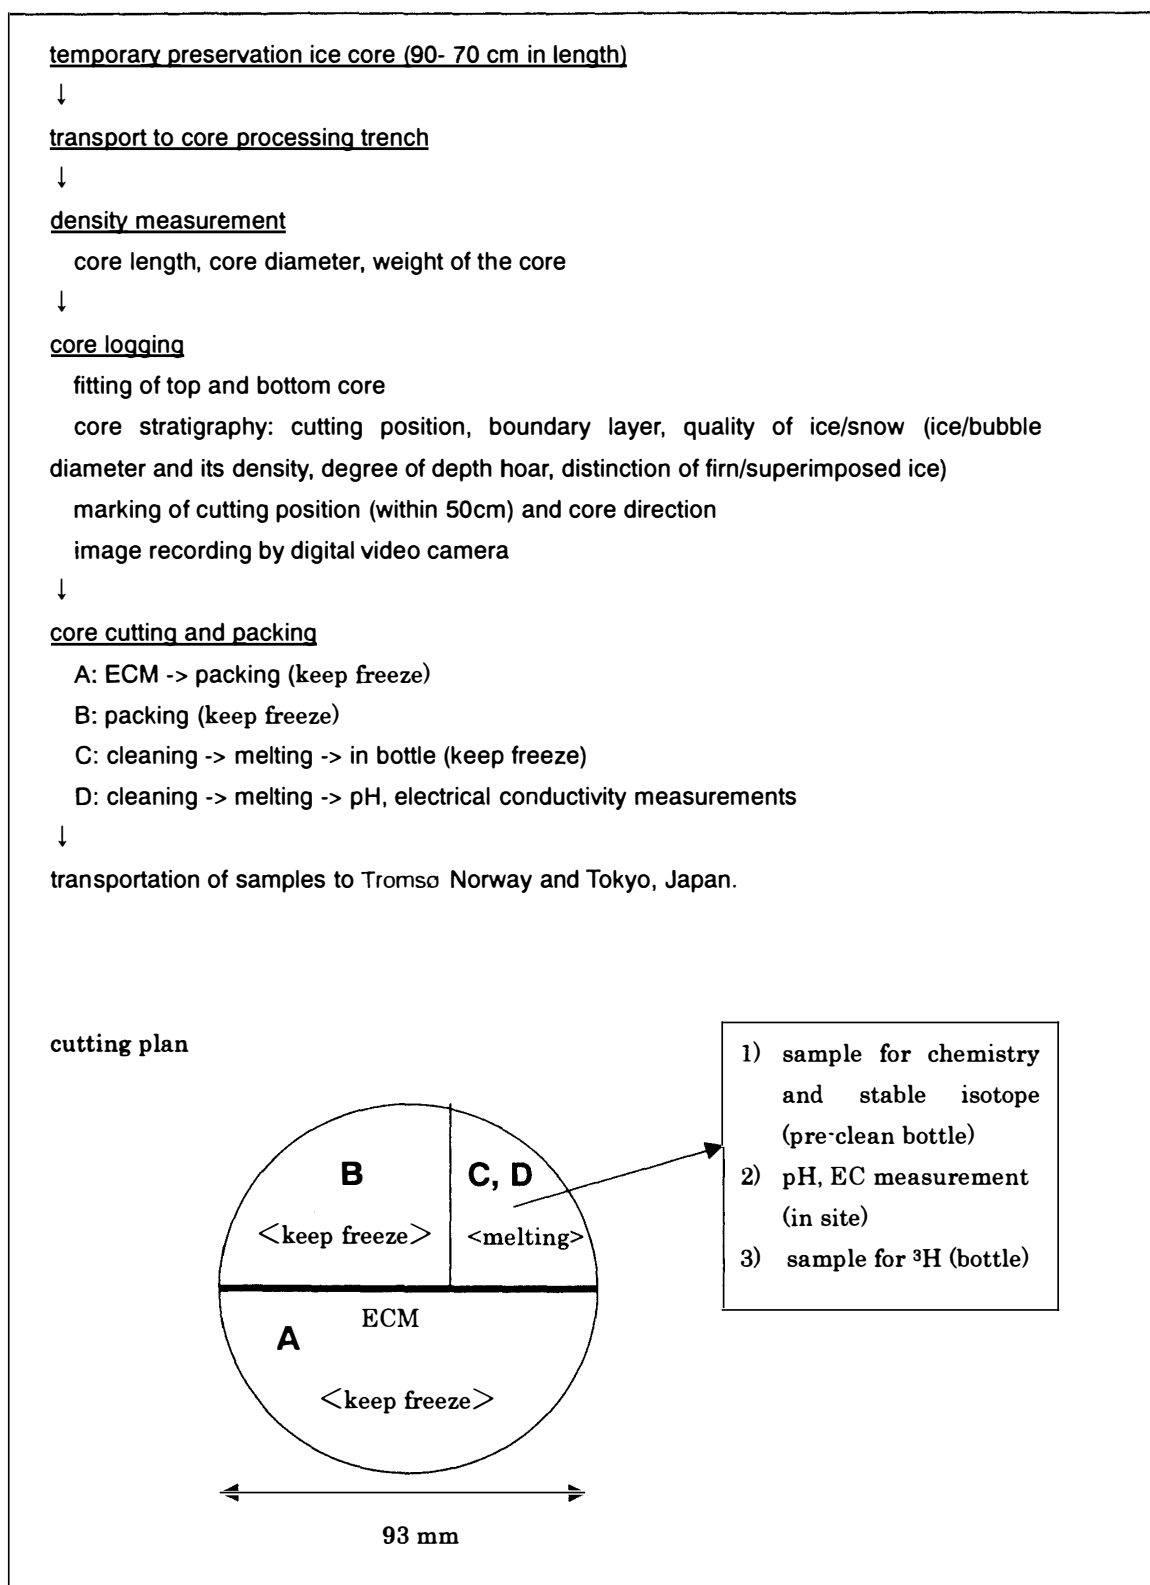 temporary preservation ice core (90- 70 cm in length)
↓
transport to core processing trench
↓
density measurement
core length, core diameter, weight of the core
↓
core logging
fitting of top and bottom core
core stratigraphy: cutting position, boundary layer, quality of ice/snow (ice/bubble
diameter and its density, degree of depth hoar, distinction of firn/superimposed ice)
marking of cutting position (within 50cm) and core direction
image recording by digital video camera
↓
core cutting and packing
A: ECM -> packing (keep freeze)
B: packing (keep freeze)
C: cleaning -> melting -> in bottle (keep freeze)
D: cleaning -> melting -> pH, electrical conductivity measurements
↓
transportation of samples to Tromsø Norway and Tokyo, Japan.
cutting plan
B
<keep freeze>
C, D
<melting>
ECM
A
<keep freeze>
93 mm
1) sample for chemistry
and stable isotope
(pre-clean bottle)
2) pH, EC measurement
(in site)
3) sample for ³H (bottle)